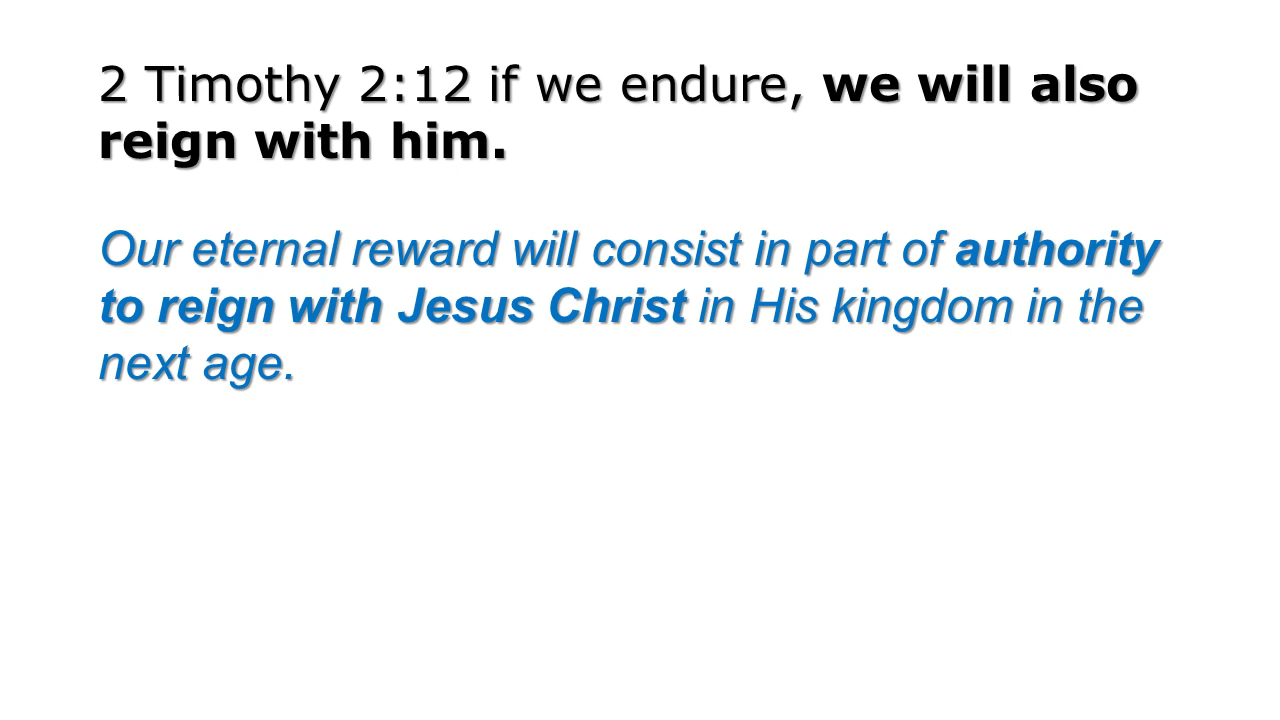 2 Timothy 2:12 if we endure, we will also
reign with him.
Our eternal reward will consist in part of authority
to reign with Jesus Christ in His kingdom in the
next age.